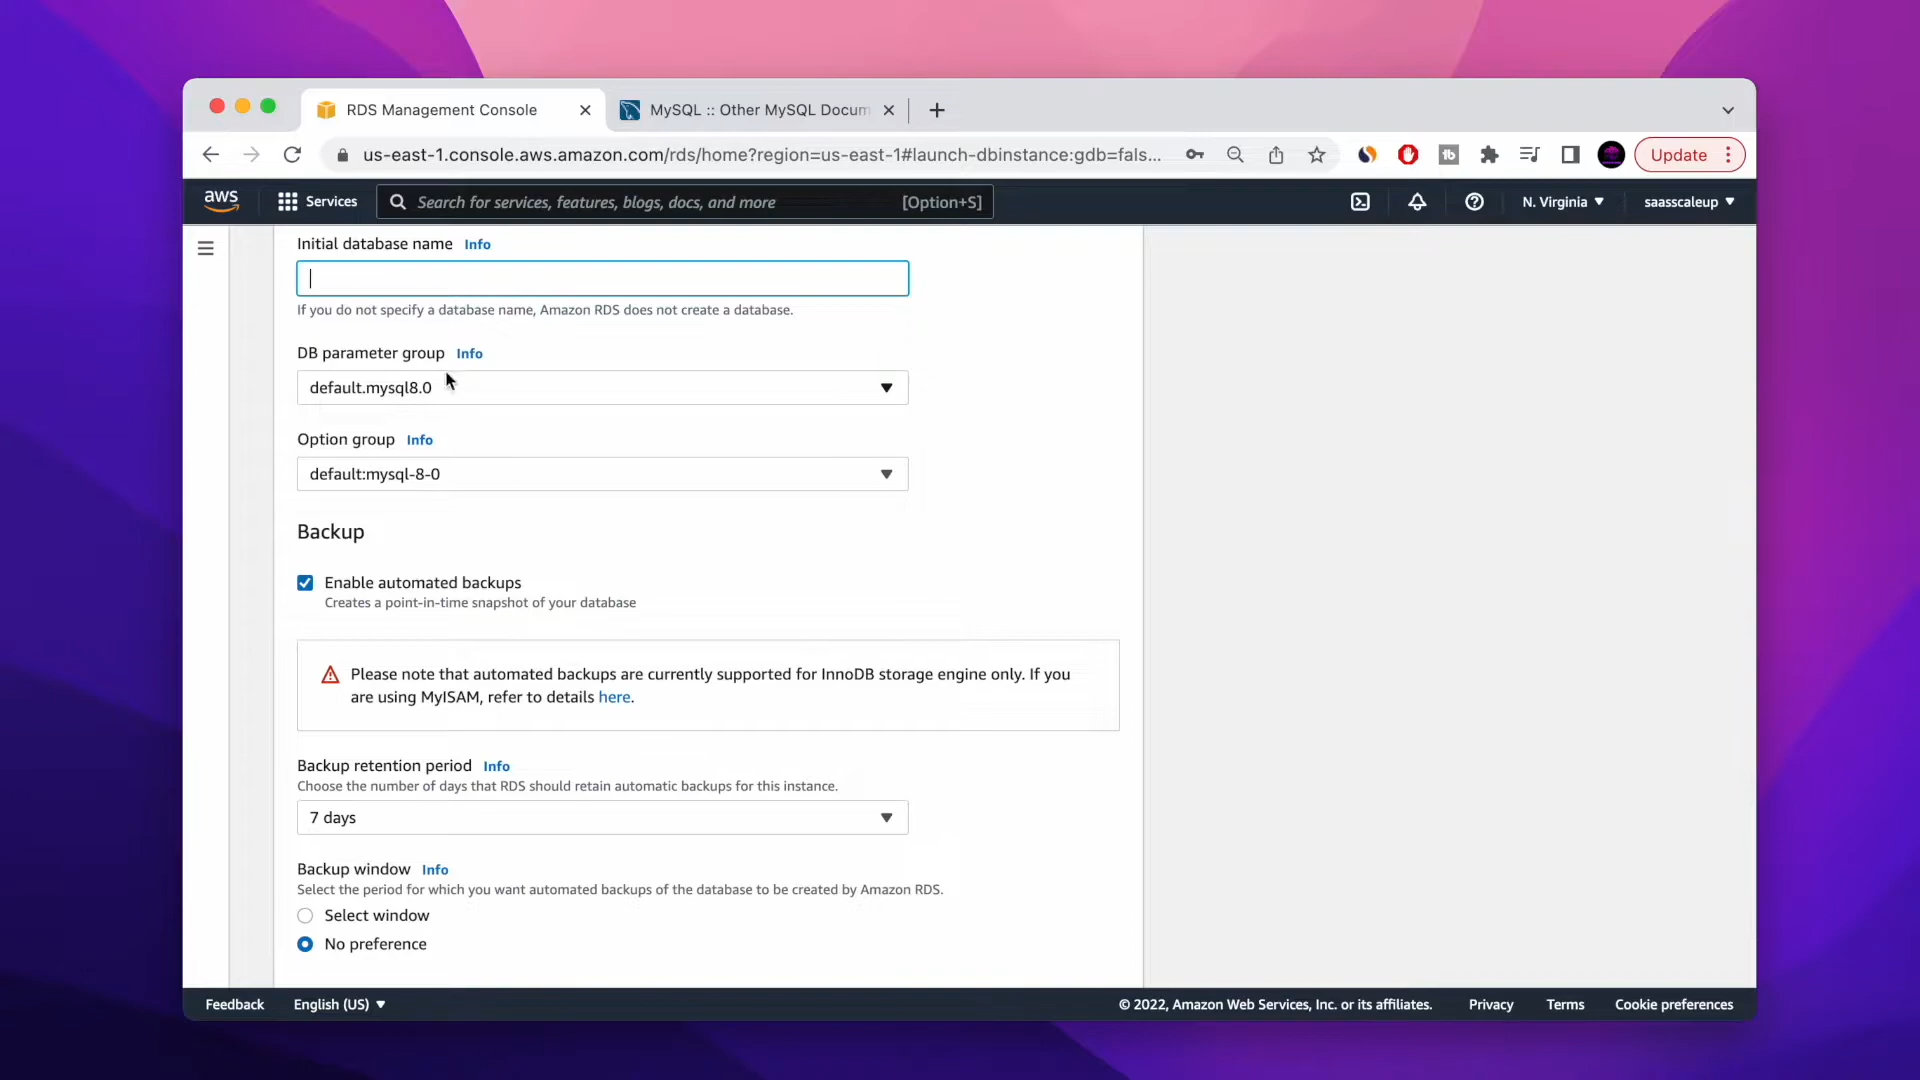 RDS Management Console
MySQL :: Other MySQL Docum
us-east-1.console.aws.amazon.com/rds/home?region=us-east-1#launch-dbinstance:gdb=fals...
tb
Update
aws
Services
Search for services, features, blogs, docs, and more
[Option+S]
N. Virginia
saasscaleup
Initial database name Info
If you do not specify a database name, Amazon RDS does not create a database.
DB parameter group Info
default.mysql8.0
Option group Info
default:mysql-8-0
Backup
Enable automated backups
Creates a point-in-time snapshot of your database
Please note that automated backups are currently supported for InnoDB storage engine only. If you
are using MyISAM, refer to details here.
Backup retention period Info
Choose the number of days that RDS should retain automatic backups for this instance.
7 days
Backup window Info
Select the period for which you want automated backups of the database to be created by Amazon RDS.
Select window
No preference
Feedback
English (US)
© 2022, Amazon Web Services, Inc. or its affiliates.
Privacy
Terms
Cookie preferences